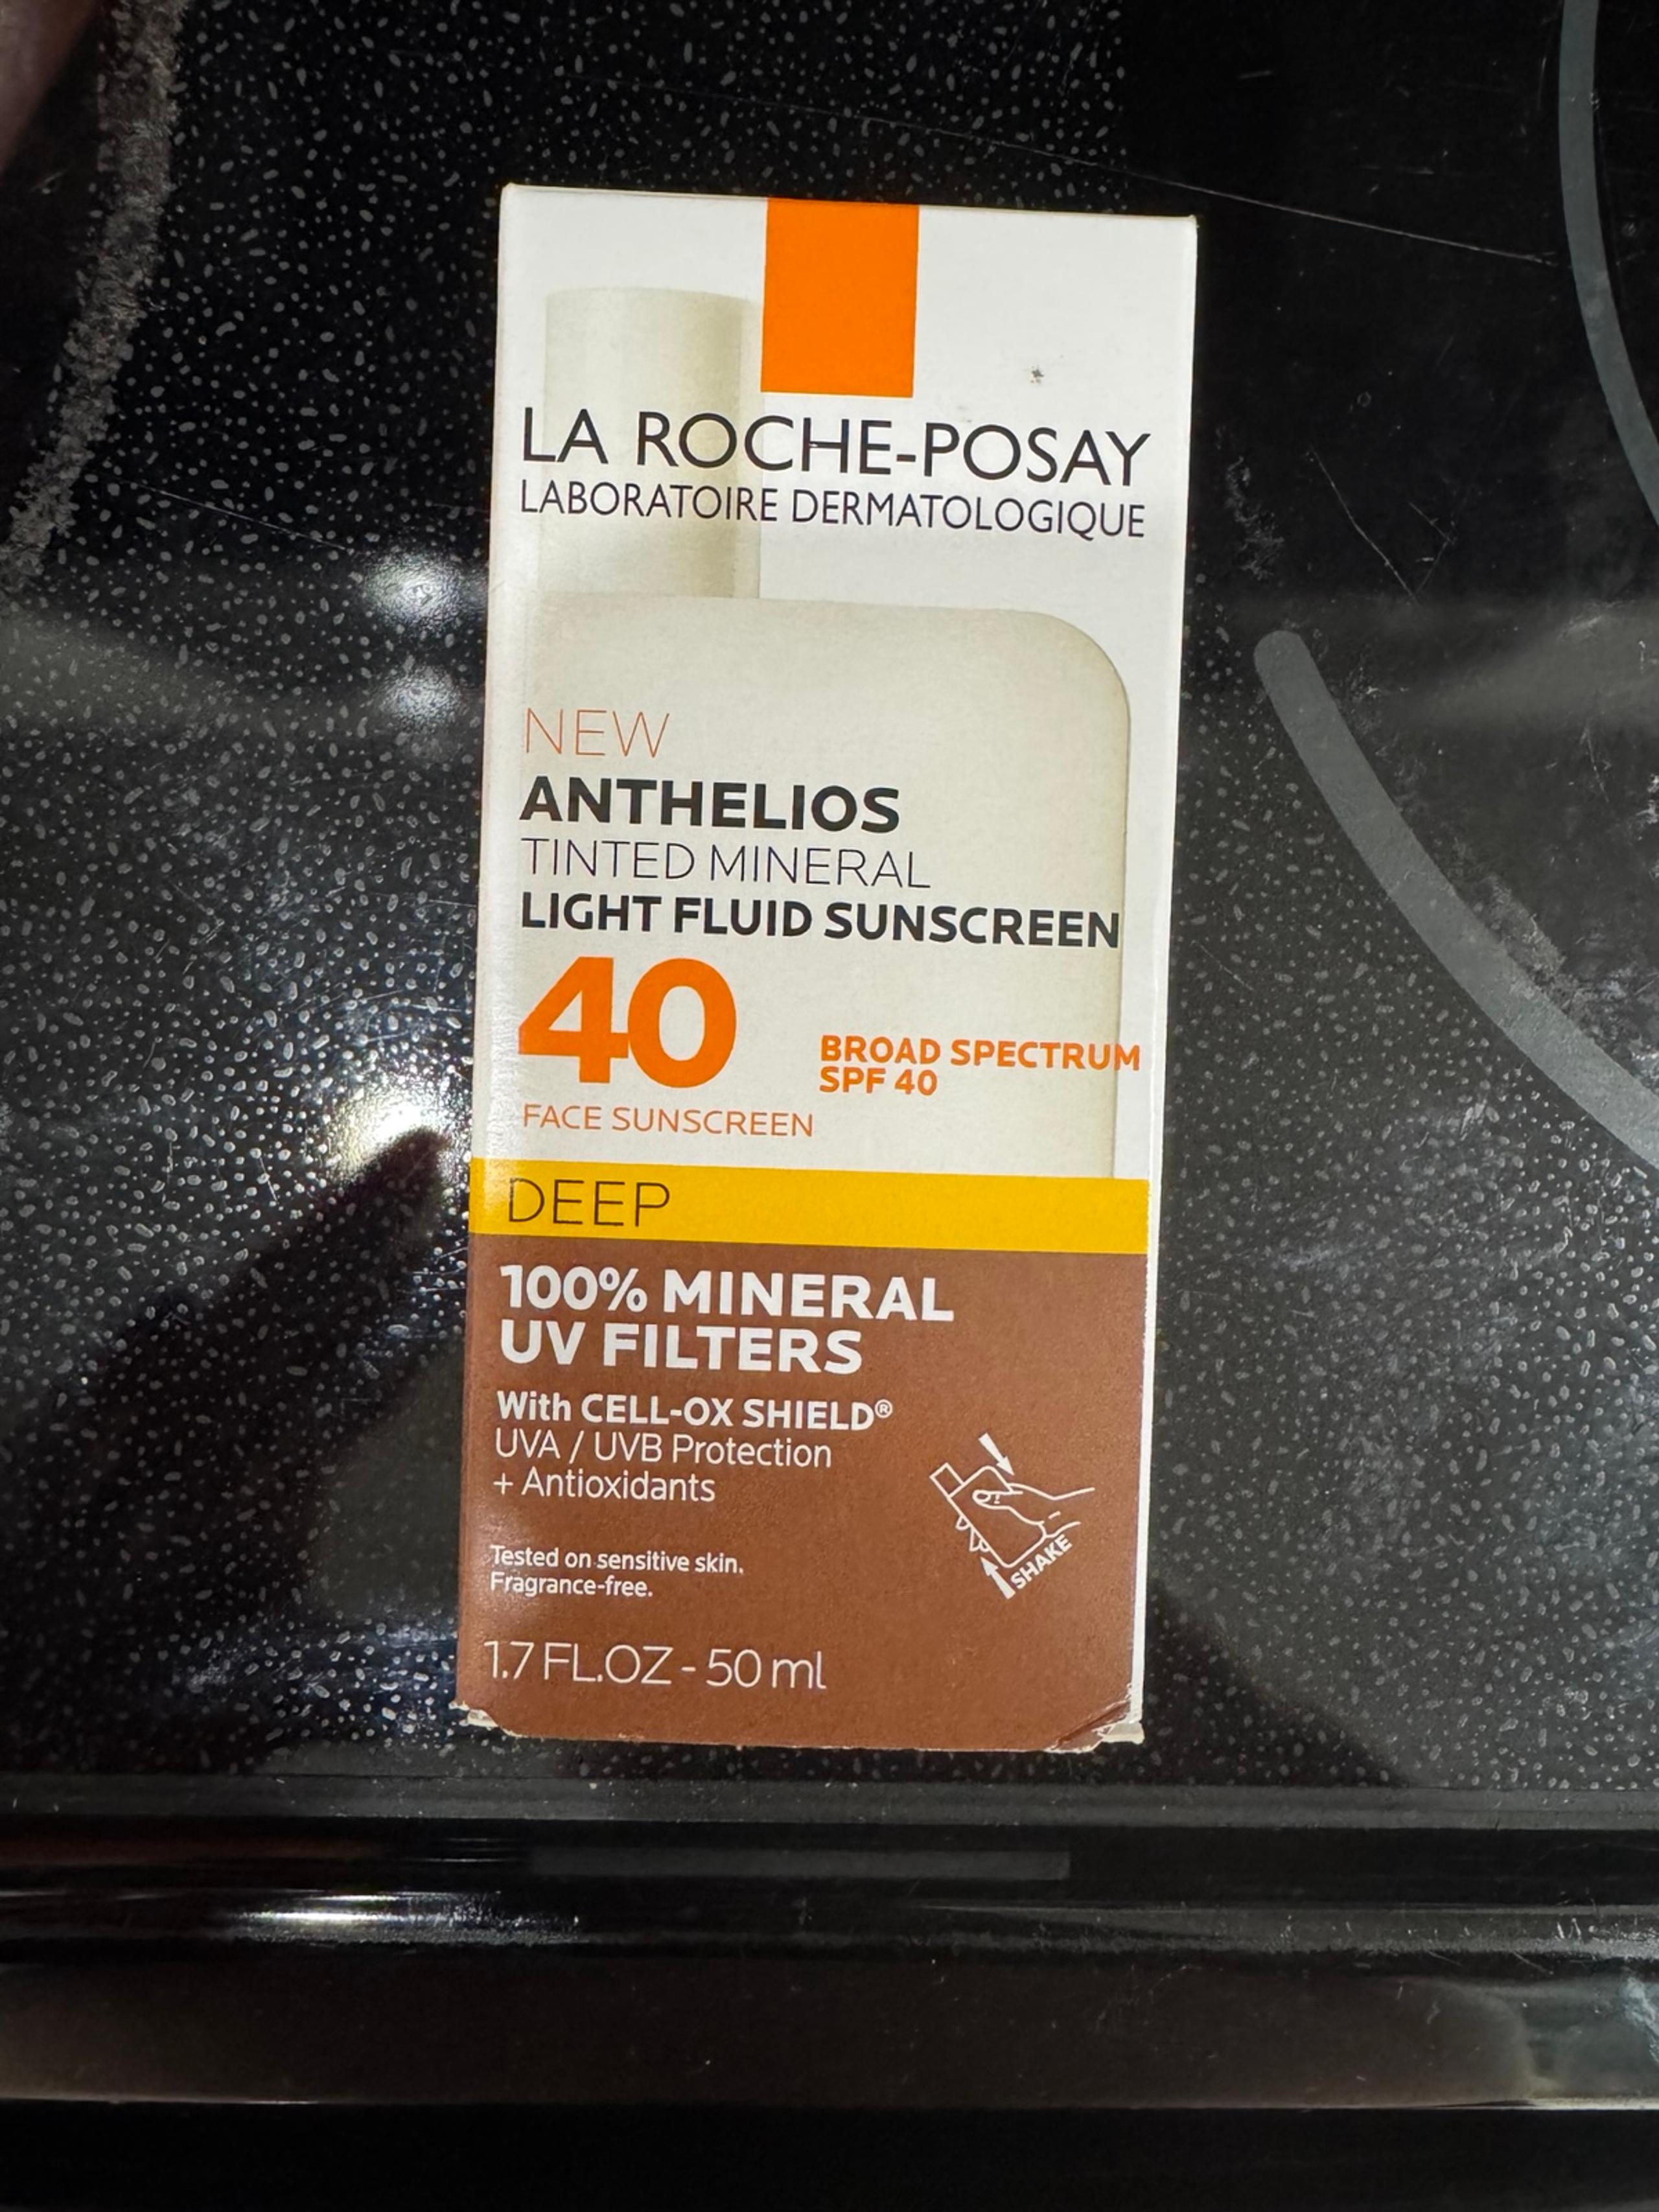 LA ROCHE-POSAY
LABORATOIRE DERMATOLOGIQUE
NEW
ANTHELIOS
TINTED MINERAL
LIGHT FLUID SUNSCREEN
40
BROAD SPECTRUM
SPF 40
FACE SUNSCREEN
DEEP
100% MINERAL
UV FILTERS
With CELL-OX SHIELD®
UVA / UVB Protection
+ Antioxidants
SHAKE
Tested on sensitive skin.
Fragrance-free.
1.7 FL.OZ - 50 ml